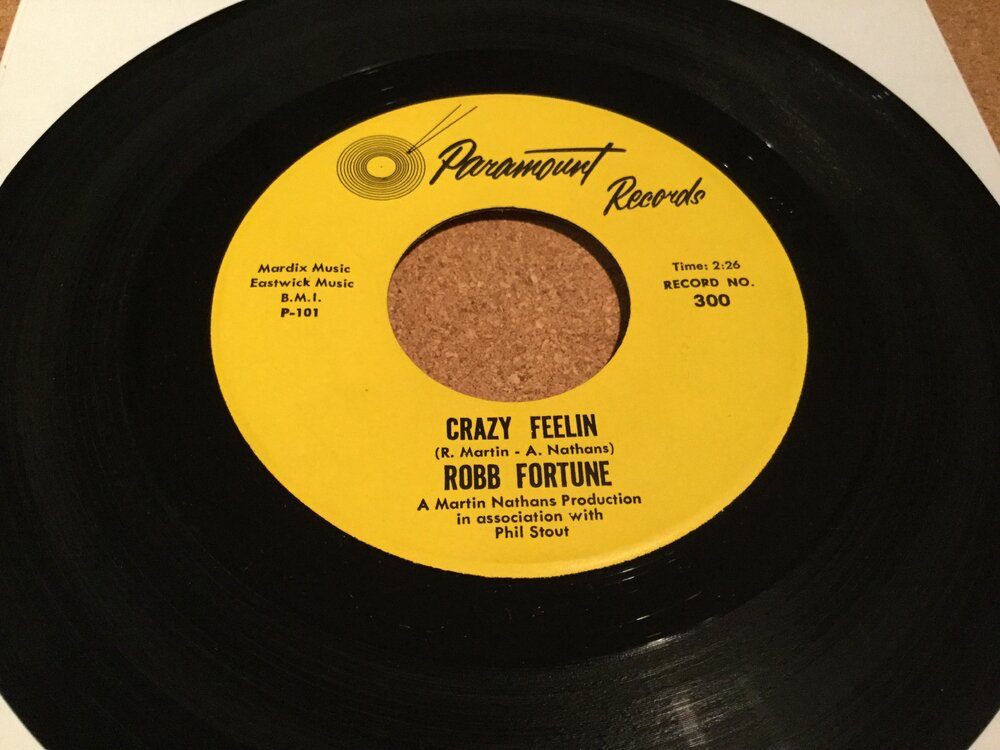 Paramount
Records
Mardix Music
Eastwick Music
B.M.I.
P-101
Time: 2:26
RECORD NO.
300
CRAZY FEELIN
(R. Martin - A. Nathans)
ROBB FORTUNE
A Martin Nathans Production
in association with
Phil Stout